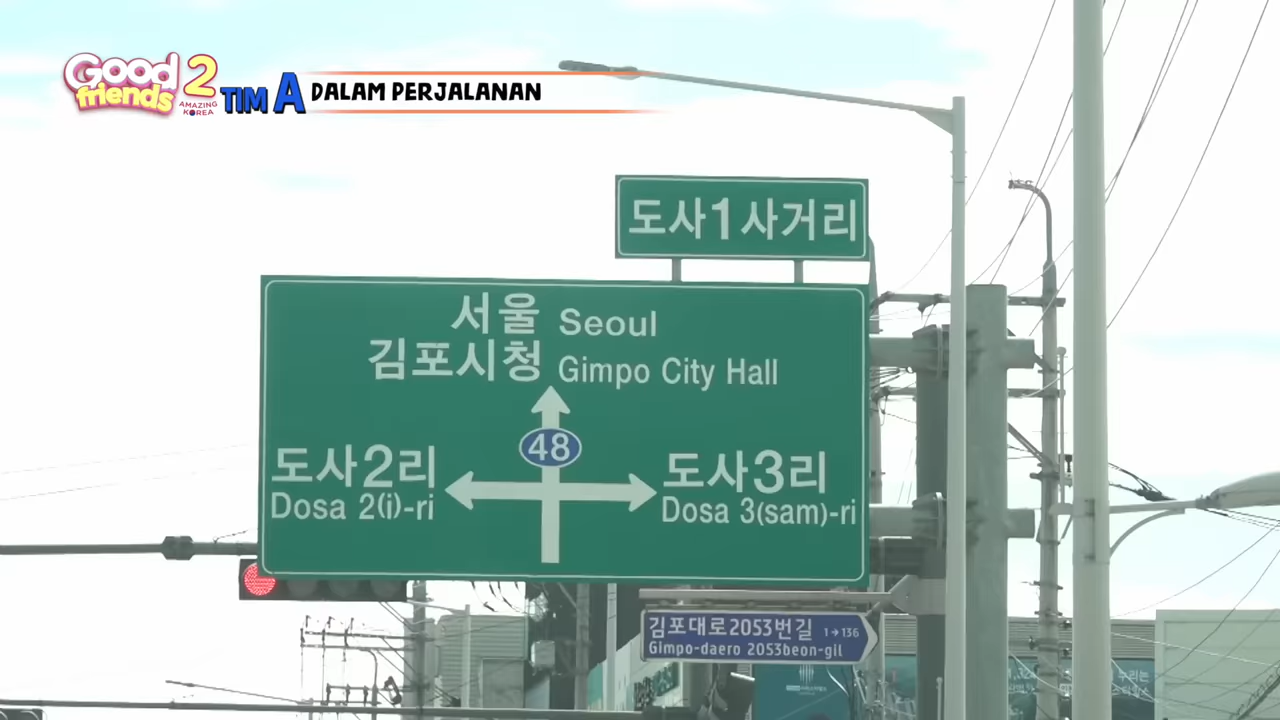 Good friends 2
AMAZING KOREA
TIM A DALAM PERJALANAN
도사1사거리
서울 Seoul
김포시청 Gimpo City Hall
48
도사2리
Dosa 2(i)-ri
도사3리
Dosa 3(sam)-ri
김포대로2053번길 1→136
Gimpo-daero 2053beon-gil